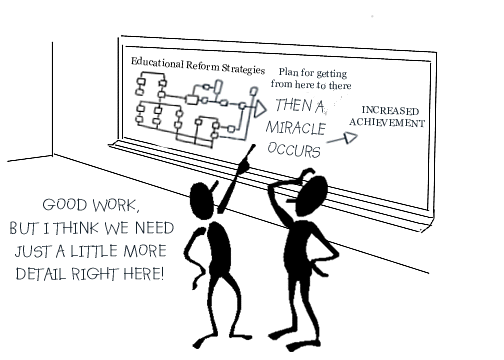 Educational Reform Strategies
Plan for getting
from here to there
THEN A
MIRACLE
OCCURS
INCREASED
ACHIEVEMENT
GOOD WORK,
BUT I THINK WE NEED
JUST A LITTLE MORE
DETAIL RIGHT HERE!